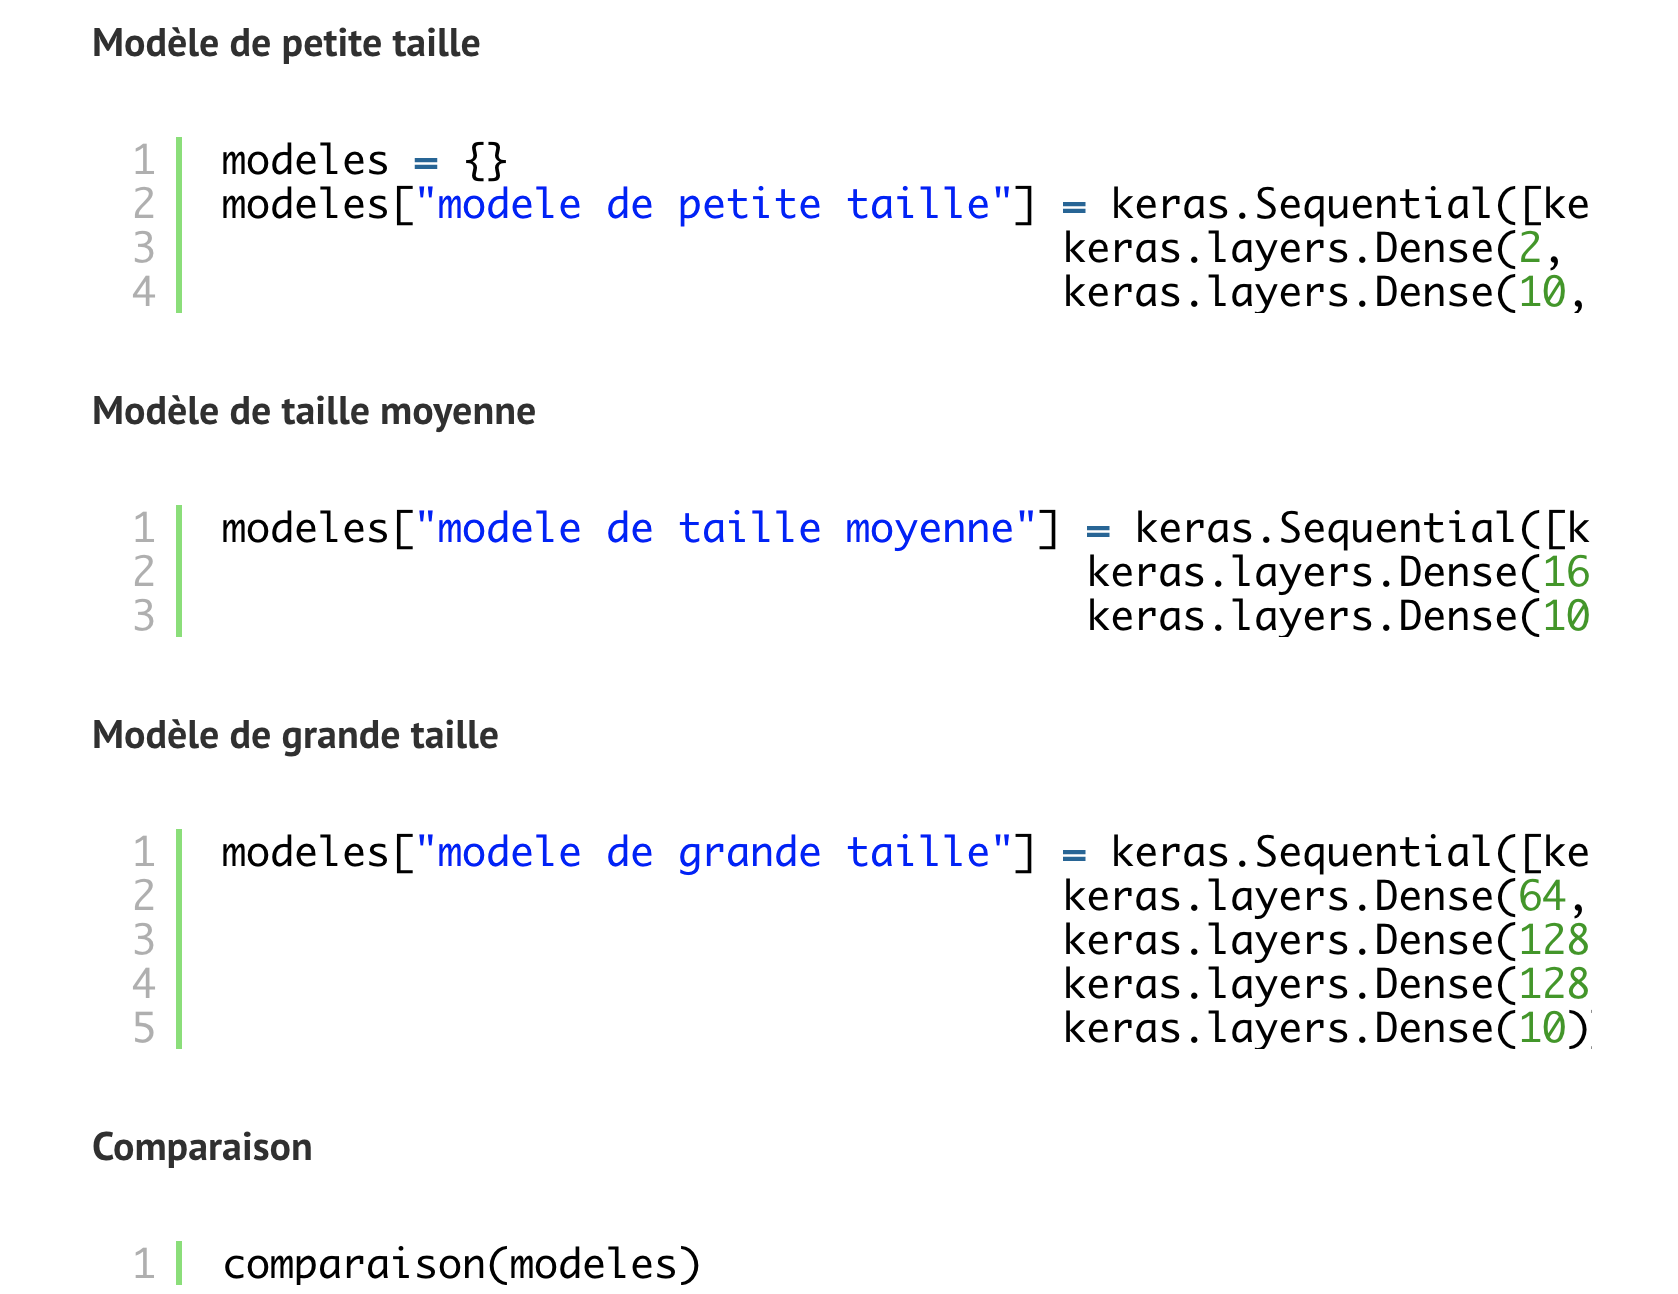 Modèle de petite taille
1 modeles = {}
2 modeles["modele de petite taille"] = keras.Sequential([ke
3 keras.layers.Dense(2,
4 keras.layers.Dense(10,
Modèle de taille moyenne
1 modeles["modele de taille moyenne"] = keras.Sequential([k
2 keras.layers.Dense(16
3 keras.layers.Dense(10
Modèle de grande taille
1 modeles["modele de grande taille"] = keras.Sequential([ke
2 keras.layers.Dense(64,
3 keras.layers.Dense(128
4 keras.layers.Dense(128
5 keras.layers.Dense(10)
Comparaison
1 comparaison(modeles)